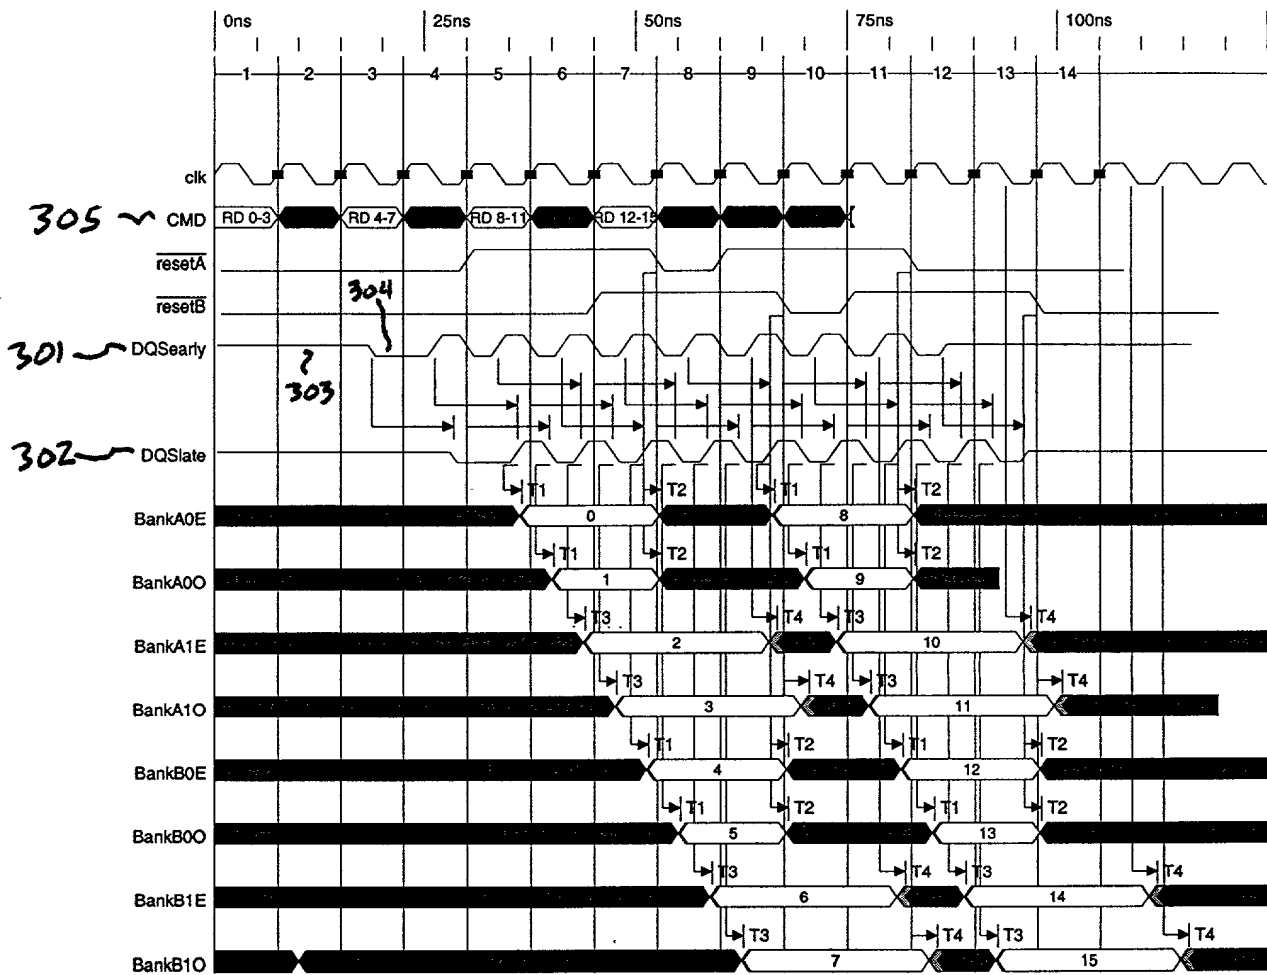 0ns 25ns 50ns 75ns 100ns
1 2 3 4 5 6 7 8 9 10 11 12 13 14
clk
305 CMD RD 0-3 RD 4-7 RD 8-11 RD 12-15
resetA
304
resetB
301 DQSearly
303
302 DQSlate
T1 T2 T1 T2
BankA0E 0 8
T1 T2 T1 T2
BankA0O 1 9
T3 T4 T3 T4
BankA1E 2 10
T3 T4 T3 T4
BankA1O 3 11
T1 T2 T1 T2
BankB0E 4 12
T1 T2 T1 T2
BankB0O 5 13
T3 T4 T3 T4
BankB1E 6 14
T3 T4 T3 T4
BankB1O 7 15